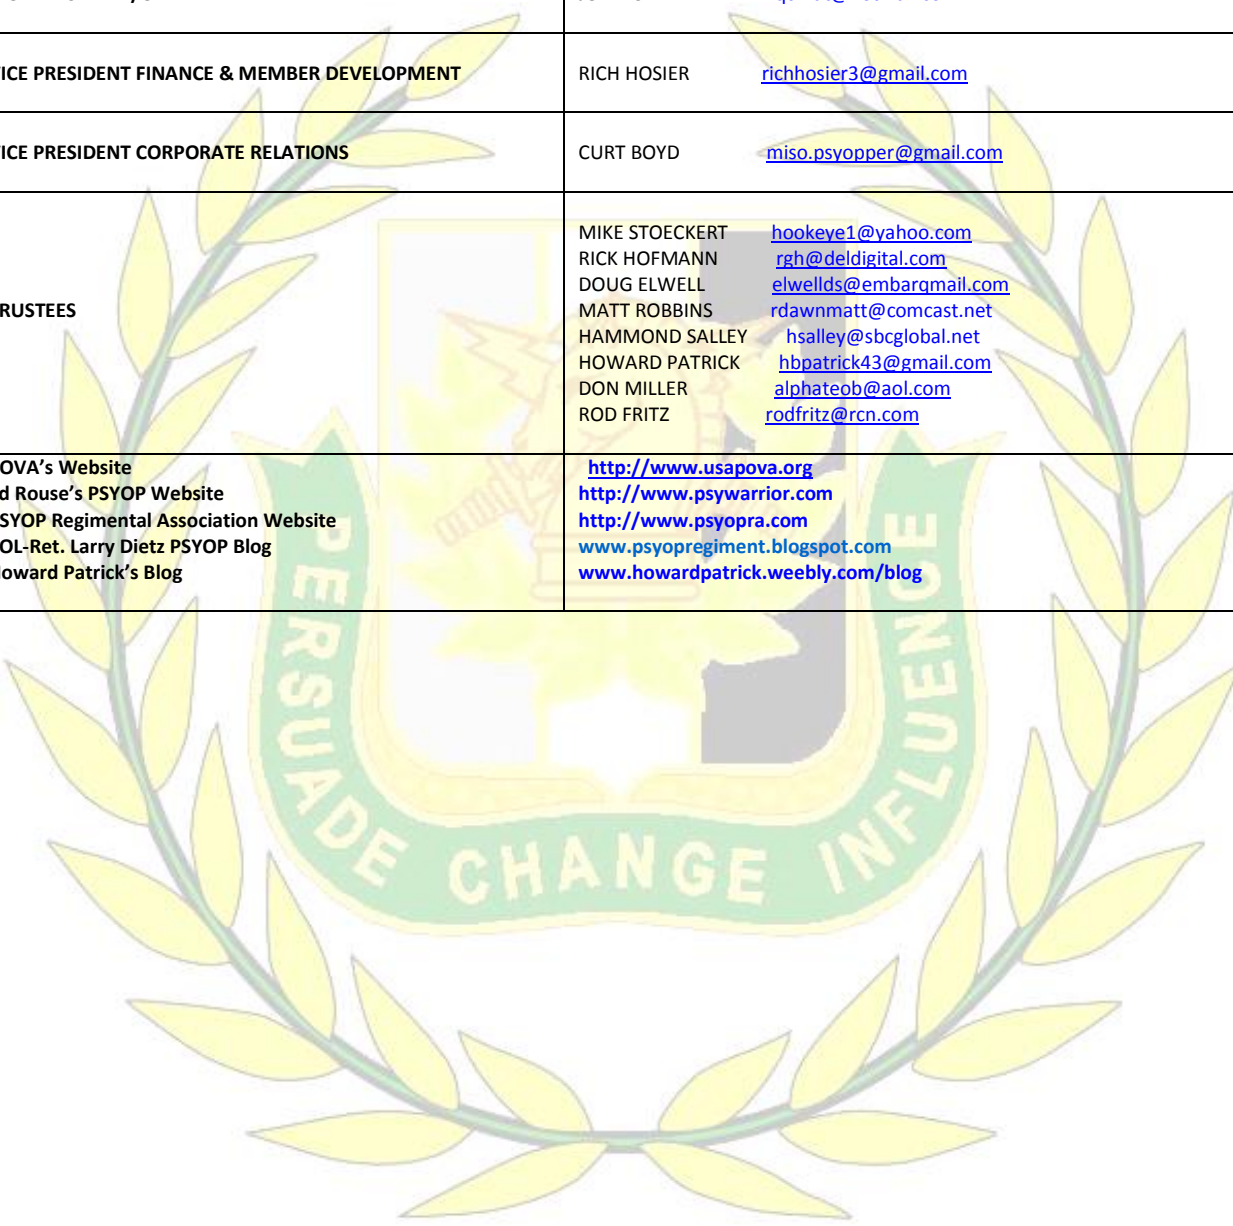 VICE PRESIDENT FINANCE & MEMBER DEVELOPMENT RICH HOSIER richhosier3@gmail.com
VICE PRESIDENT CORPORATE RELATIONS CURT BOYD miso.psyopper@gmail.com
RUSTEES
MIKE STOECKERT hookeye1@yahoo.com
RICK HOFMANN rgh@deldigital.com
DOUG ELWELL elwellds@embarqmail.com
MATT ROBBINS rdawnmatt@comcast.net
HAMMOND SALLEY hsalley@sbcglobal.net
HOWARD PATRICK hbpatrick43@gmail.com
DON MILLER alphateob@aol.com
ROD FRITZ rodfritz@rcn.com
OVA’s Website http://www.usapova.org
d Rouse’s PSYOP Website http://www.psywarrior.com
SYOP Regimental Association Website http://www.psyopra.com
OL-Ret. Larry Dietz PSYOP Blog www.psyopregiment.blogspot.com
Howard Patrick’s Blog www.howardpatrick.weebly.com/blog
PERSUADE CHANGE INFLUENCE